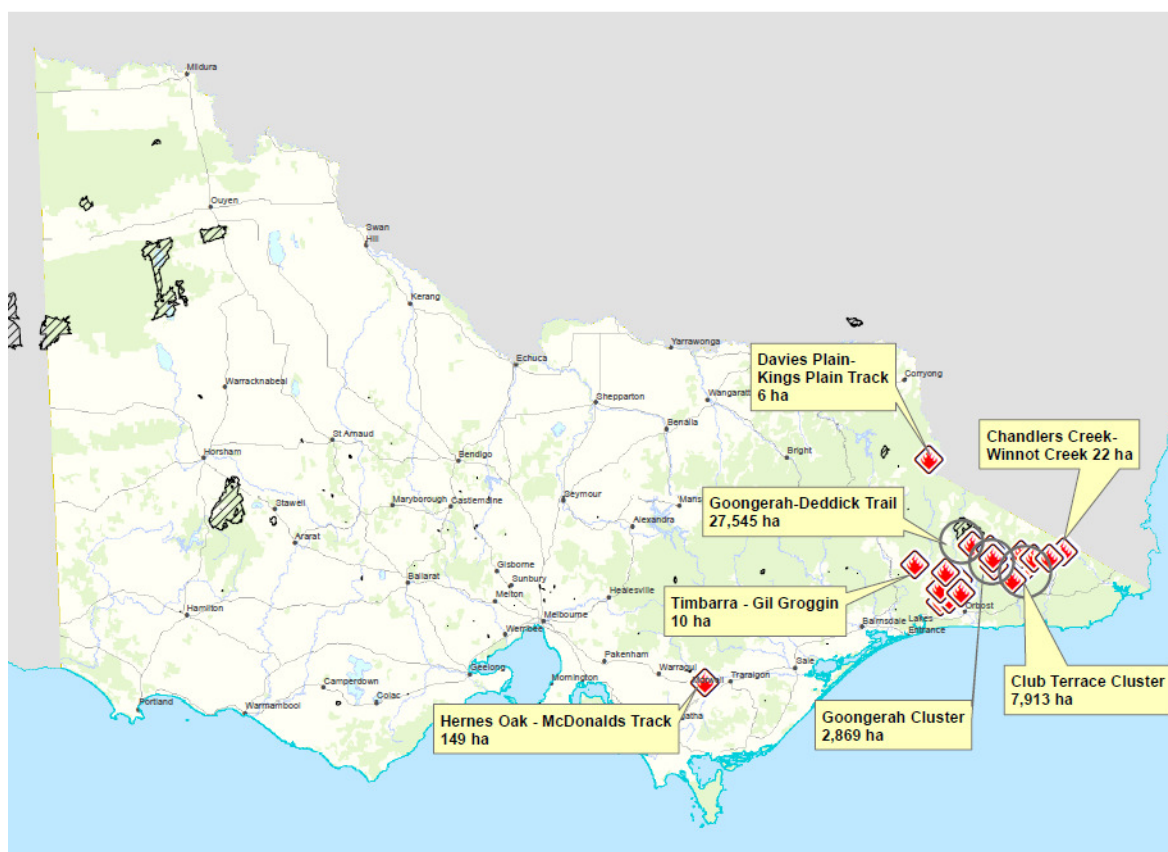 Mildura
Ouyen
Swan
Hill
Kerang
Echuca
Yarrawonga
Davies Plain-
Kings Plain Track
6 ha
Corryong
Warracknabeal
Shepparton
Wangaratt
Benalla
St Arnaud
Horsham
Bendigo
Bright
Chandlers Creek-
Winnot Creek 22 ha
Stawell
Maryborough
Castlemaine
Seymour
Mans
Goongerah-Deddick Trail
27,545 ha
Alexandra
Ararat
Gisborne
Sunbury
Ballarat
Melton
Healesville
Timbarra - Gil Groggin
10 ha
Orbost
Hamilton
Melbourne
Bairnsdale
Lakes
Entrance
Werribee
Pakenham
Warragul
Sale
Geelong
Mornington
Morwell
Traralgon
Club Terrace Cluster
7,913 ha
Camperdown
Colac
Portland
Warrnambool
Hernes Oak - McDonalds Track
149 ha
gatha
Goongerah Cluster
2,869 ha